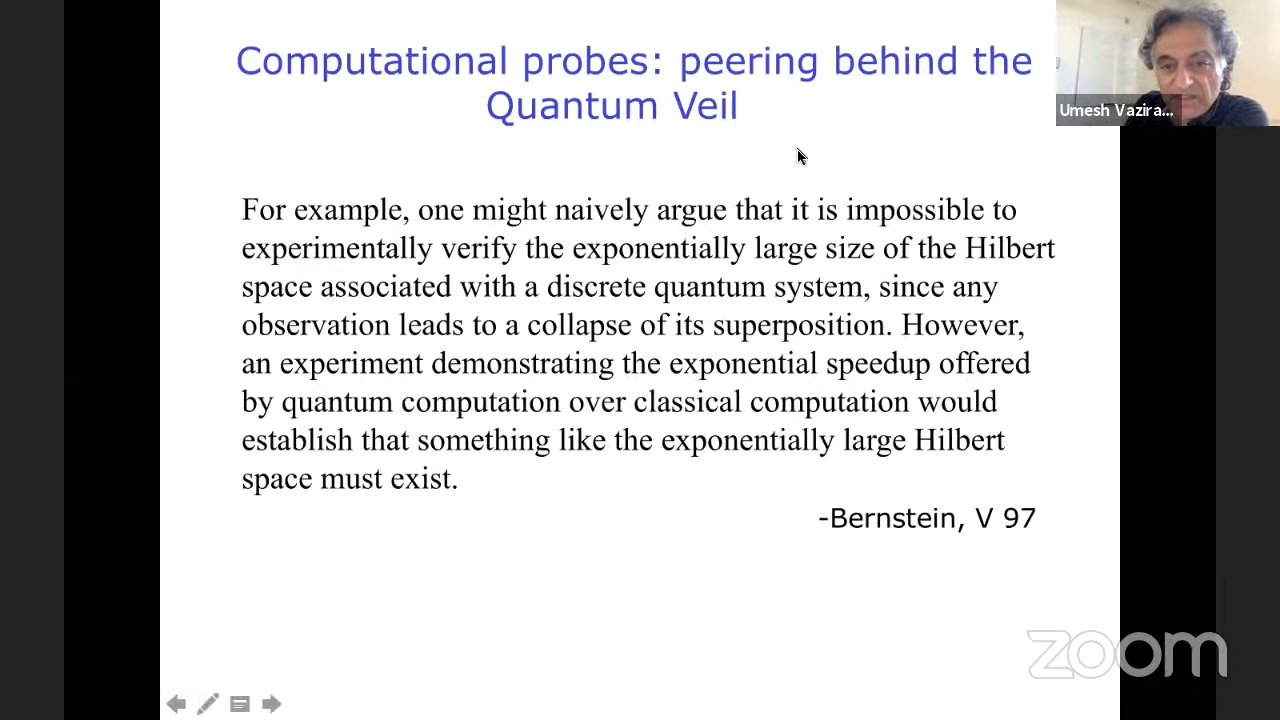 Computational probes: peering behind the
Quantum Veil
Umesh Vazira...
For example, one might naively argue that it is impossible to
experimentally verify the exponentially large size of the Hilbert
space associated with a discrete quantum system, since any
observation leads to a collapse of its superposition. However,
an experiment demonstrating the exponential speedup offered
by quantum computation over classical computation would
establish that something like the exponentially large Hilbert
space must exist.
-Bernstein, V 97
zoom